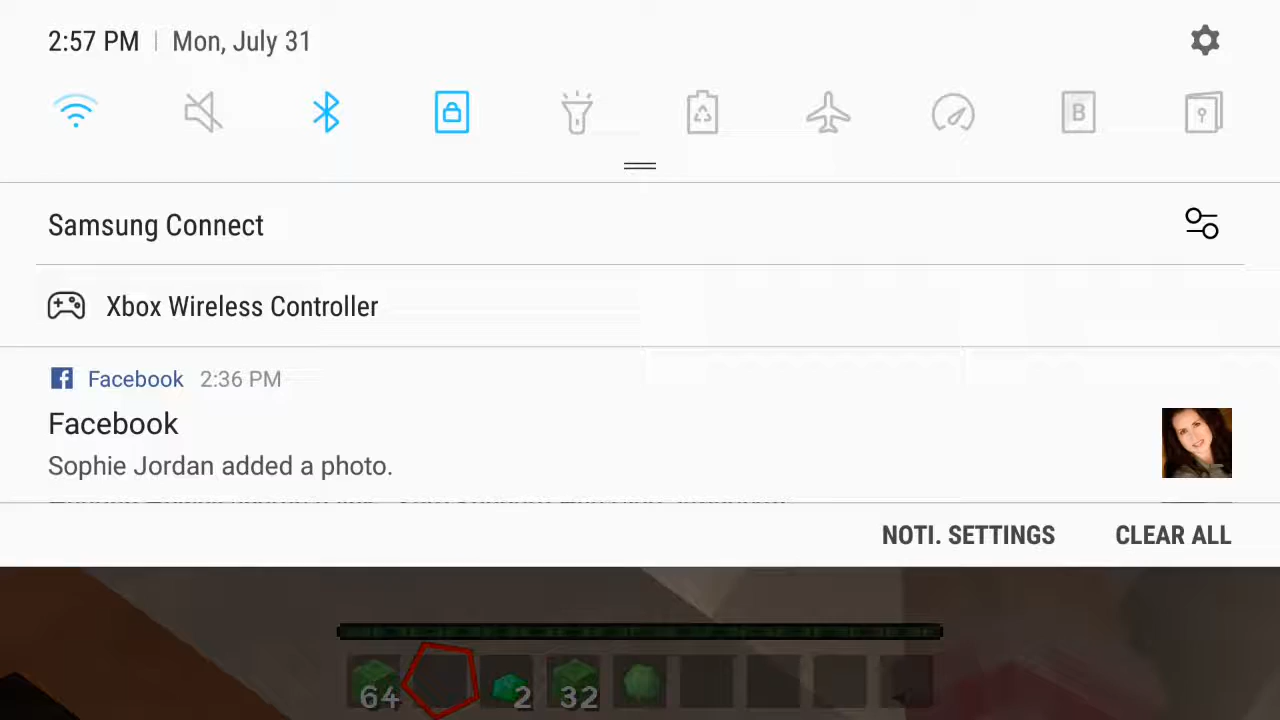 2:57 PM | Mon, July 31
B
Samsung Connect
Xbox Wireless Controller
Facebook 2:36 PM
Facebook
Sophie Jordan added a photo.
NOTI. SETTINGS CLEAR ALL
64 2 32